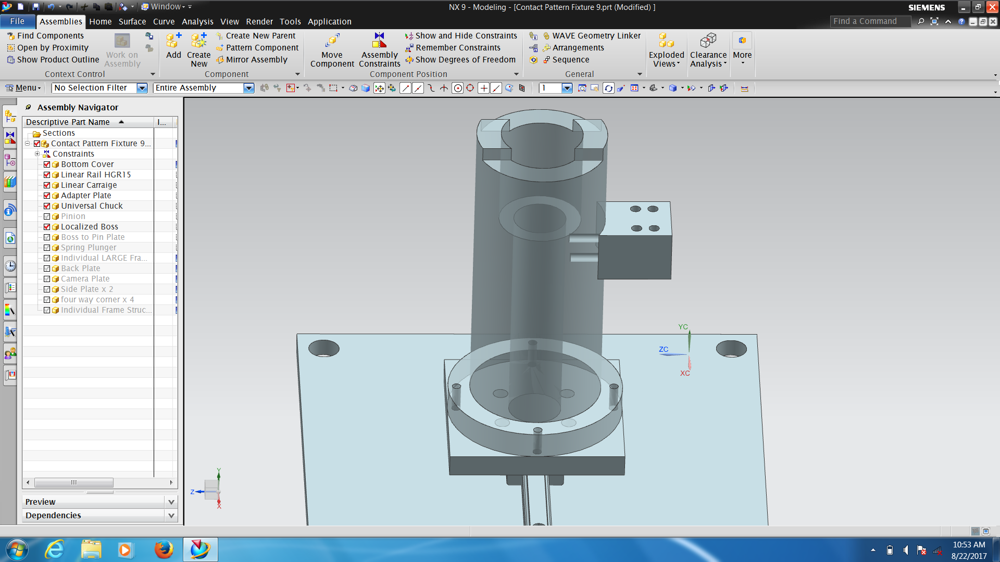 Window
NX 9 - Modeling - [Contact Pattern Fixture 9.prt (Modified) ]
SIEMENS
File
Assemblies
Home
Surface
Curve
Analysis
View
Render
Tools
Application
Find a Command
Find Components
Open by Proximity
Show Product Outline
Work on Assembly
Context Control
Add
Create New
Create New Parent
Pattern Component
Mirror Assembly
Component
Move Component
Assembly Constraints
Show and Hide Constraints
Remember Constraints
Show Degrees of Freedom
Component Position
WAVE Geometry Linker
Arrangements
Sequence
General
Exploded Views
Clearance Analysis
More
Menu
No Selection Filter
Entire Assembly
1
Assembly Navigator
Descriptive Part Name
I...
Sections
Contact Pattern Fixture 9...
Constraints
Bottom Cover
Linear Rail HGR15
Linear Carraige
Adapter Plate
Universal Chuck
Pinion
Localized Boss
Boss to Pin Plate
Spring Plunger
Individual LARGE Fra...
Back Plate
Camera Plate
Side Plate x 2
four way corner x 4
Individual Frame Struc...
Preview
Dependencies
YC
ZC
XC
Y
Z
X
10:53 AM
8/22/2017